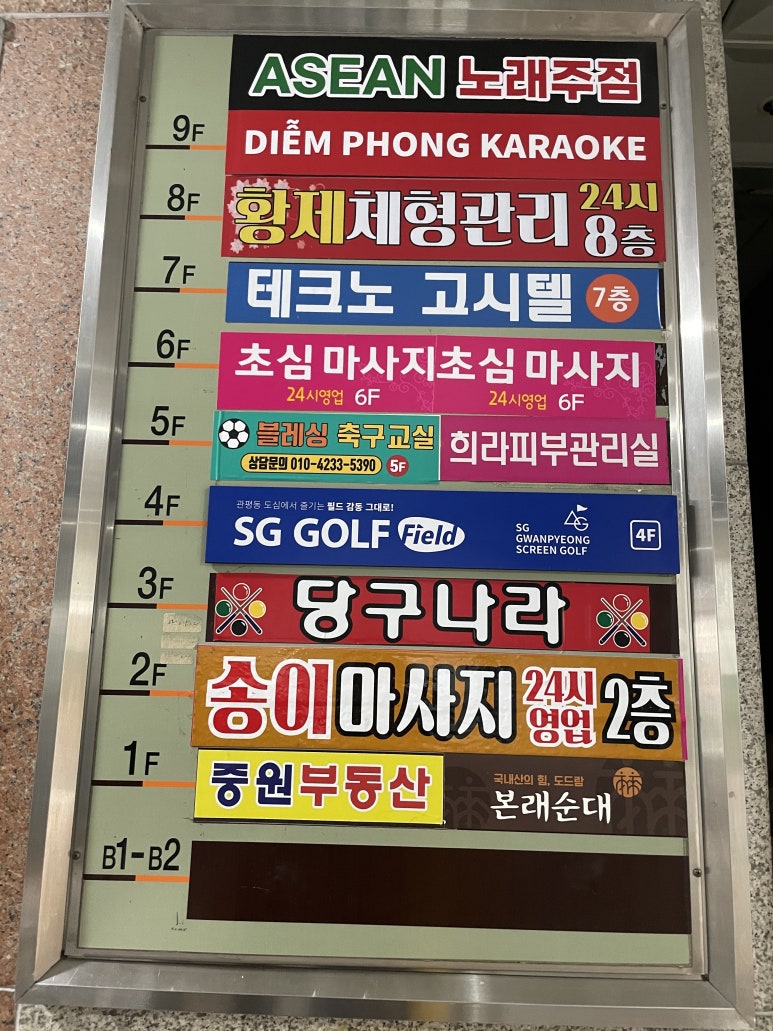 ASEAN 노래주점
9F
DIỄM PHONG KARAOKE
8F
황제체형관리 24시 8층
7F
테크노 고시텔 7층
6F
초심 마사지 초심 마사지
24시영업 6F 24시영업 6F
5F
블레싱 축구교실
상담문의 010-4233-5390 5F
희라피부관리실
4F
관평동 도심에서 즐기는 필드 감동 그대로!
SG GOLF Field
SG
GWANPYEONG
SCREEN GOLF
4F
3F
당구나라
2F
송이마사지 24시 영업 2층
1F
중원부동산
국내산의 힘, 도드람
본래순대
B1-B2